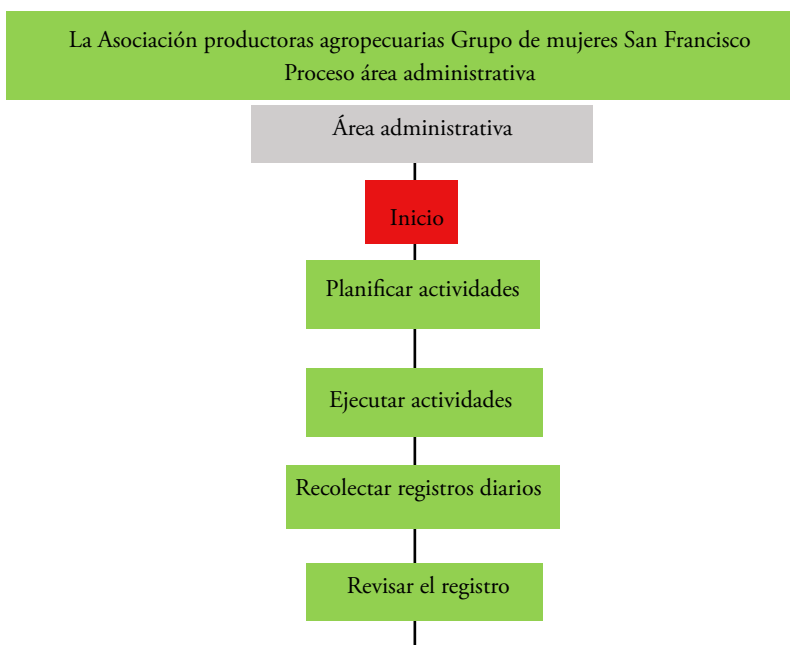 La Asociación productoras agropecuarias Grupo de mujeres San Francisco
Proceso área administrativa
Área administrativa
Inicio
Planificar actividades
Ejecutar actividades
Recolectar registros diarios
Revisar el registro